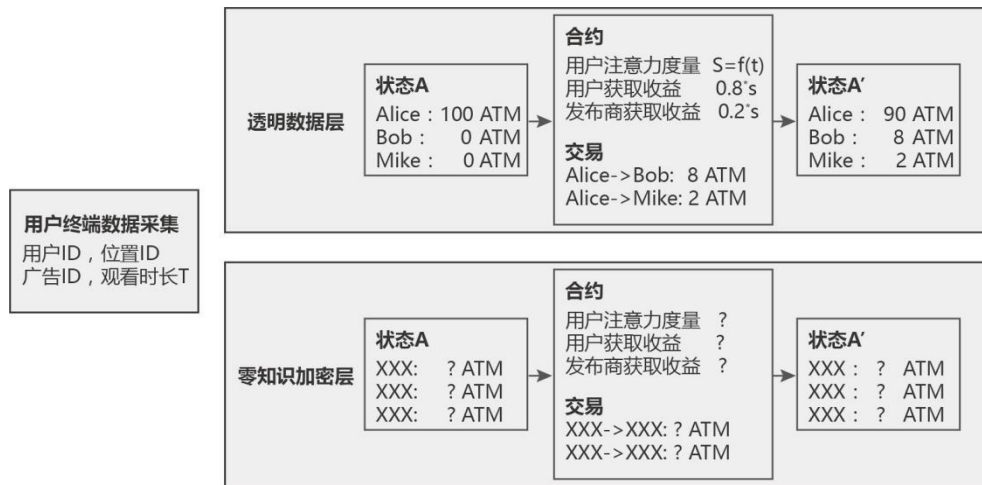 用户终端数据采集
用户ID，位置ID
广告ID，观看时长T
透明数据层
状态A
Alice： 100 ATM
Bob： 0 ATM
Mike： 0 ATM
合约
用户注意力度量 S=f(t)
用户获取收益 0.8*s
发布商获取收益 0.2*s
交易
Alice->Bob: 8 ATM
Alice->Mike: 2 ATM
状态A′
Alice： 90 ATM
Bob： 8 ATM
Mike： 2 ATM
零知识加密层
状态A
XXX: ? ATM
XXX: ? ATM
XXX: ? ATM
合约
用户注意力度量 ?
用户获取收益 ?
发布商获取收益 ?
交易
XXX->XXX: ? ATM
XXX->XXX: ? ATM
状态A′
XXX： ? ATM
XXX： ? ATM
XXX： ? ATM